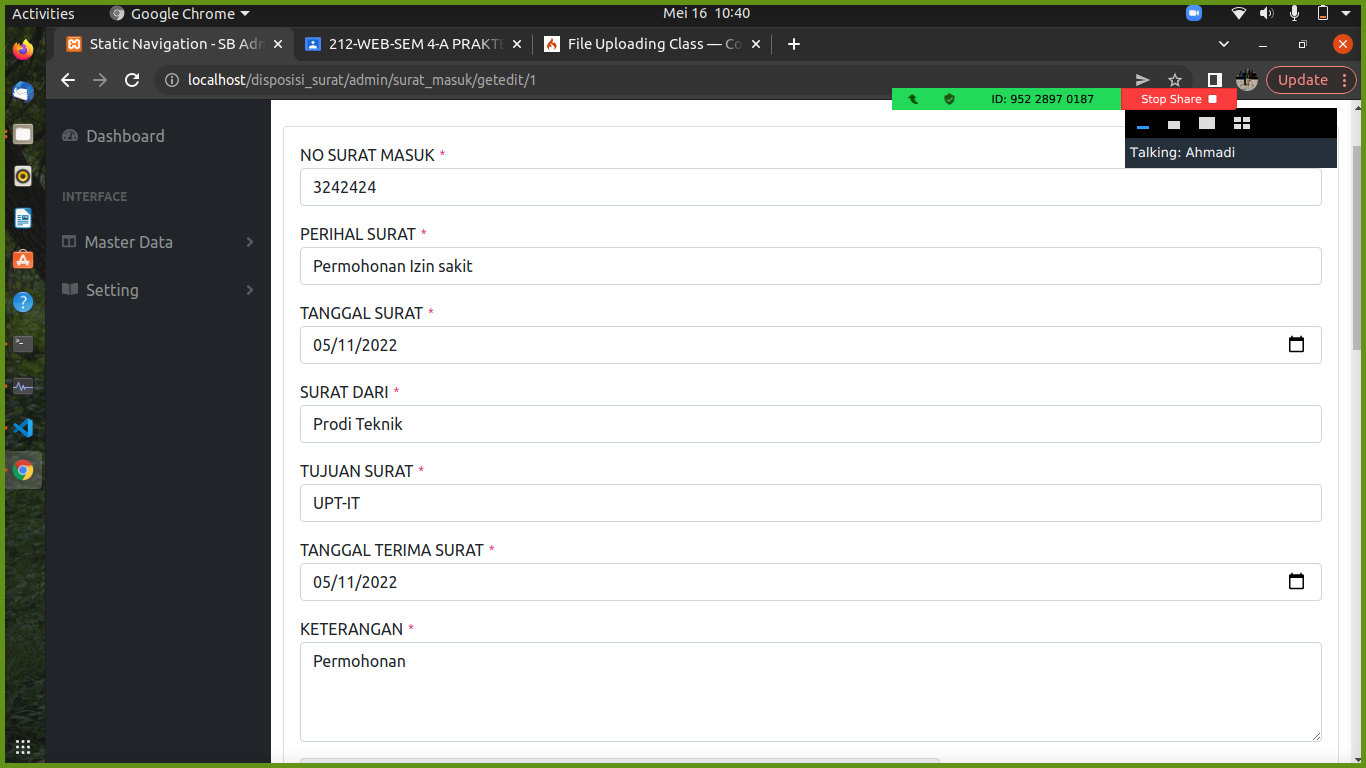 Activities Google Chrome Mei 16 10:40
Static Navigation - SB Adn 212-WEB-SEM 4-A PRAKTE File Uploading Class — Co
localhost/disposisi_surat/admin/surat_masuk/getedit/1 Update
ID: 952 2897 0187 Stop Share
Talking: Ahmadi
Dashboard
INTERFACE
Master Data
Setting
NO SURAT MASUK *
3242424
PERIHAL SURAT *
Permohonan Izin sakit
TANGGAL SURAT *
05/11/2022
SURAT DARI *
Prodi Teknik
TUJUAN SURAT *
UPT-IT
TANGGAL TERIMA SURAT *
05/11/2022
KETERANGAN *
Permohonan